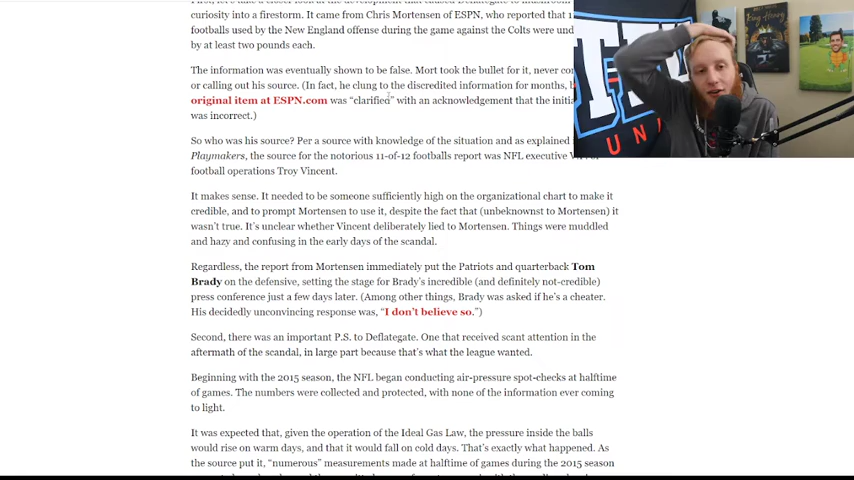 First, let's take a closer look at the development that caused Deflategate to mushroom
curiosity into a firestorm. It came from Chris Mortensen of ESPN, who reported that 1
footballs used by the New England offense during the game against the Colts were und
by at least two pounds each.
The information was eventually shown to be false. Mort took the bullet for it, never
or calling out his source. (In fact, he clung to the discredited information for months,
original item at ESPN.com was “clarified” with an acknowledgement that the
was incorrect.)
So who was his source? Per a source with knowledge of the situation and as explained
Playmakers, the source for the notorious 11-of-12 footballs report was NFL executive
football operations Troy Vincent.
It makes sense. It needed to be someone sufficiently high on the organizational chart to make it
credible, and to prompt Mortensen to use it, despite the fact that (unbeknownst to Mortensen) it
wasn't true. It's unclear whether Vincent deliberately lied to Mortensen. Things were muddled
and hazy and confusing in the early days of the scandal.
Regardless, the report from Mortensen immediately put the Patriots and quarterback Tom
Brady on the defensive, setting the stage for Brady's incredible (and definitely not-credible)
press conference just a few days later. (Among other things, Brady was asked if he's a cheater.
His decidedly unconvincing response was, “I don't believe so.”)
Second, there was an important P.S. to Deflategate. One that received scant attention in the
aftermath of the scandal, in large part because that's what the league wanted.
Beginning with the 2015 season, the NFL began conducting air-pressure spot-checks at halftime
of games. The numbers were collected and protected, with none of the information ever coming
to light.
It was expected that, given the operation of the Ideal Gas Law, the pressure inside the balls
would rise on warm days, and that it would fall on cold days. That's exactly what happened. As
the source put it, “numerous” measurements made at halftime of games during the 2015 season